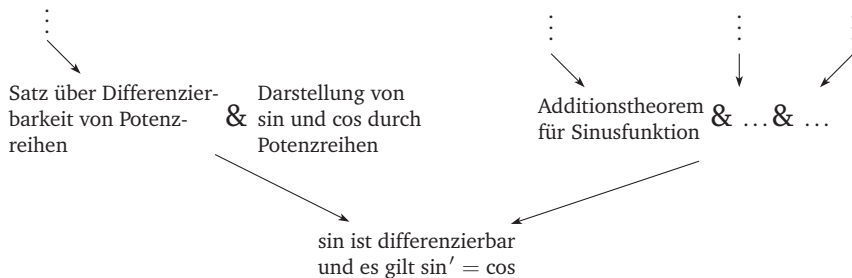 Satz über Differenzier-
barkeit von Potenz-
reihen
&
Darstellung von
sin und cos durch
Potenzreihen
Additionstheorem
für Sinusfunktion
& … & …
sin ist differenzierbar
und es gilt sin′ = cos